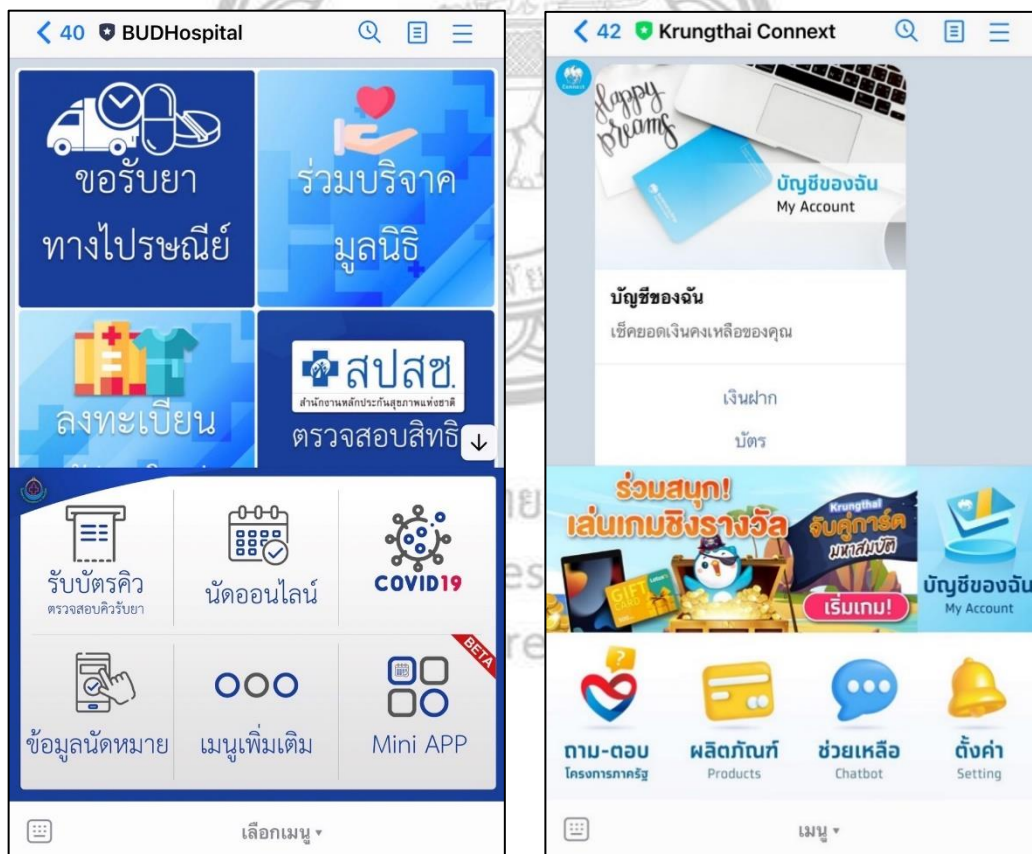 40 BUDHospital
ขอรับยา
ทางไปรษณีย์
ร่วมบริจาค
มูลนิธิ
ลงทะเบียน
สปสช.
สำนักงานหลักประกันสุขภาพแห่งชาติ
ตรวจสอบสิทธิ
รับบัตรคิว
ตรวจสอบคิวรับยา
นัดออนไลน์
COVID19
ข้อมูลนัดหมาย
เมนูเพิ่มเติม
BETA
Mini APP
เลือกเมนู
42 Krungthai Connext
Happy
Dreams
บัญชีของฉัน
My Account
บัญชีของฉัน
เช็คยอดเงินคงเหลือของคุณ
เงินฝาก
บัตร
ร่วมสนุก!
เล่นเกมชิงรางวัล
GIFT
CARD
Krungthai
จับคู่การ์ด
มหาสมบัติ
เริ่มเกม!
บัญชีของฉัน
My Account
ถาม-ตอบ
โครงการภาครัฐ
ผลิตภัณฑ์
Products
ช่วยเหลือ
Chatbot
ตั้งค่า
Setting
เมนู